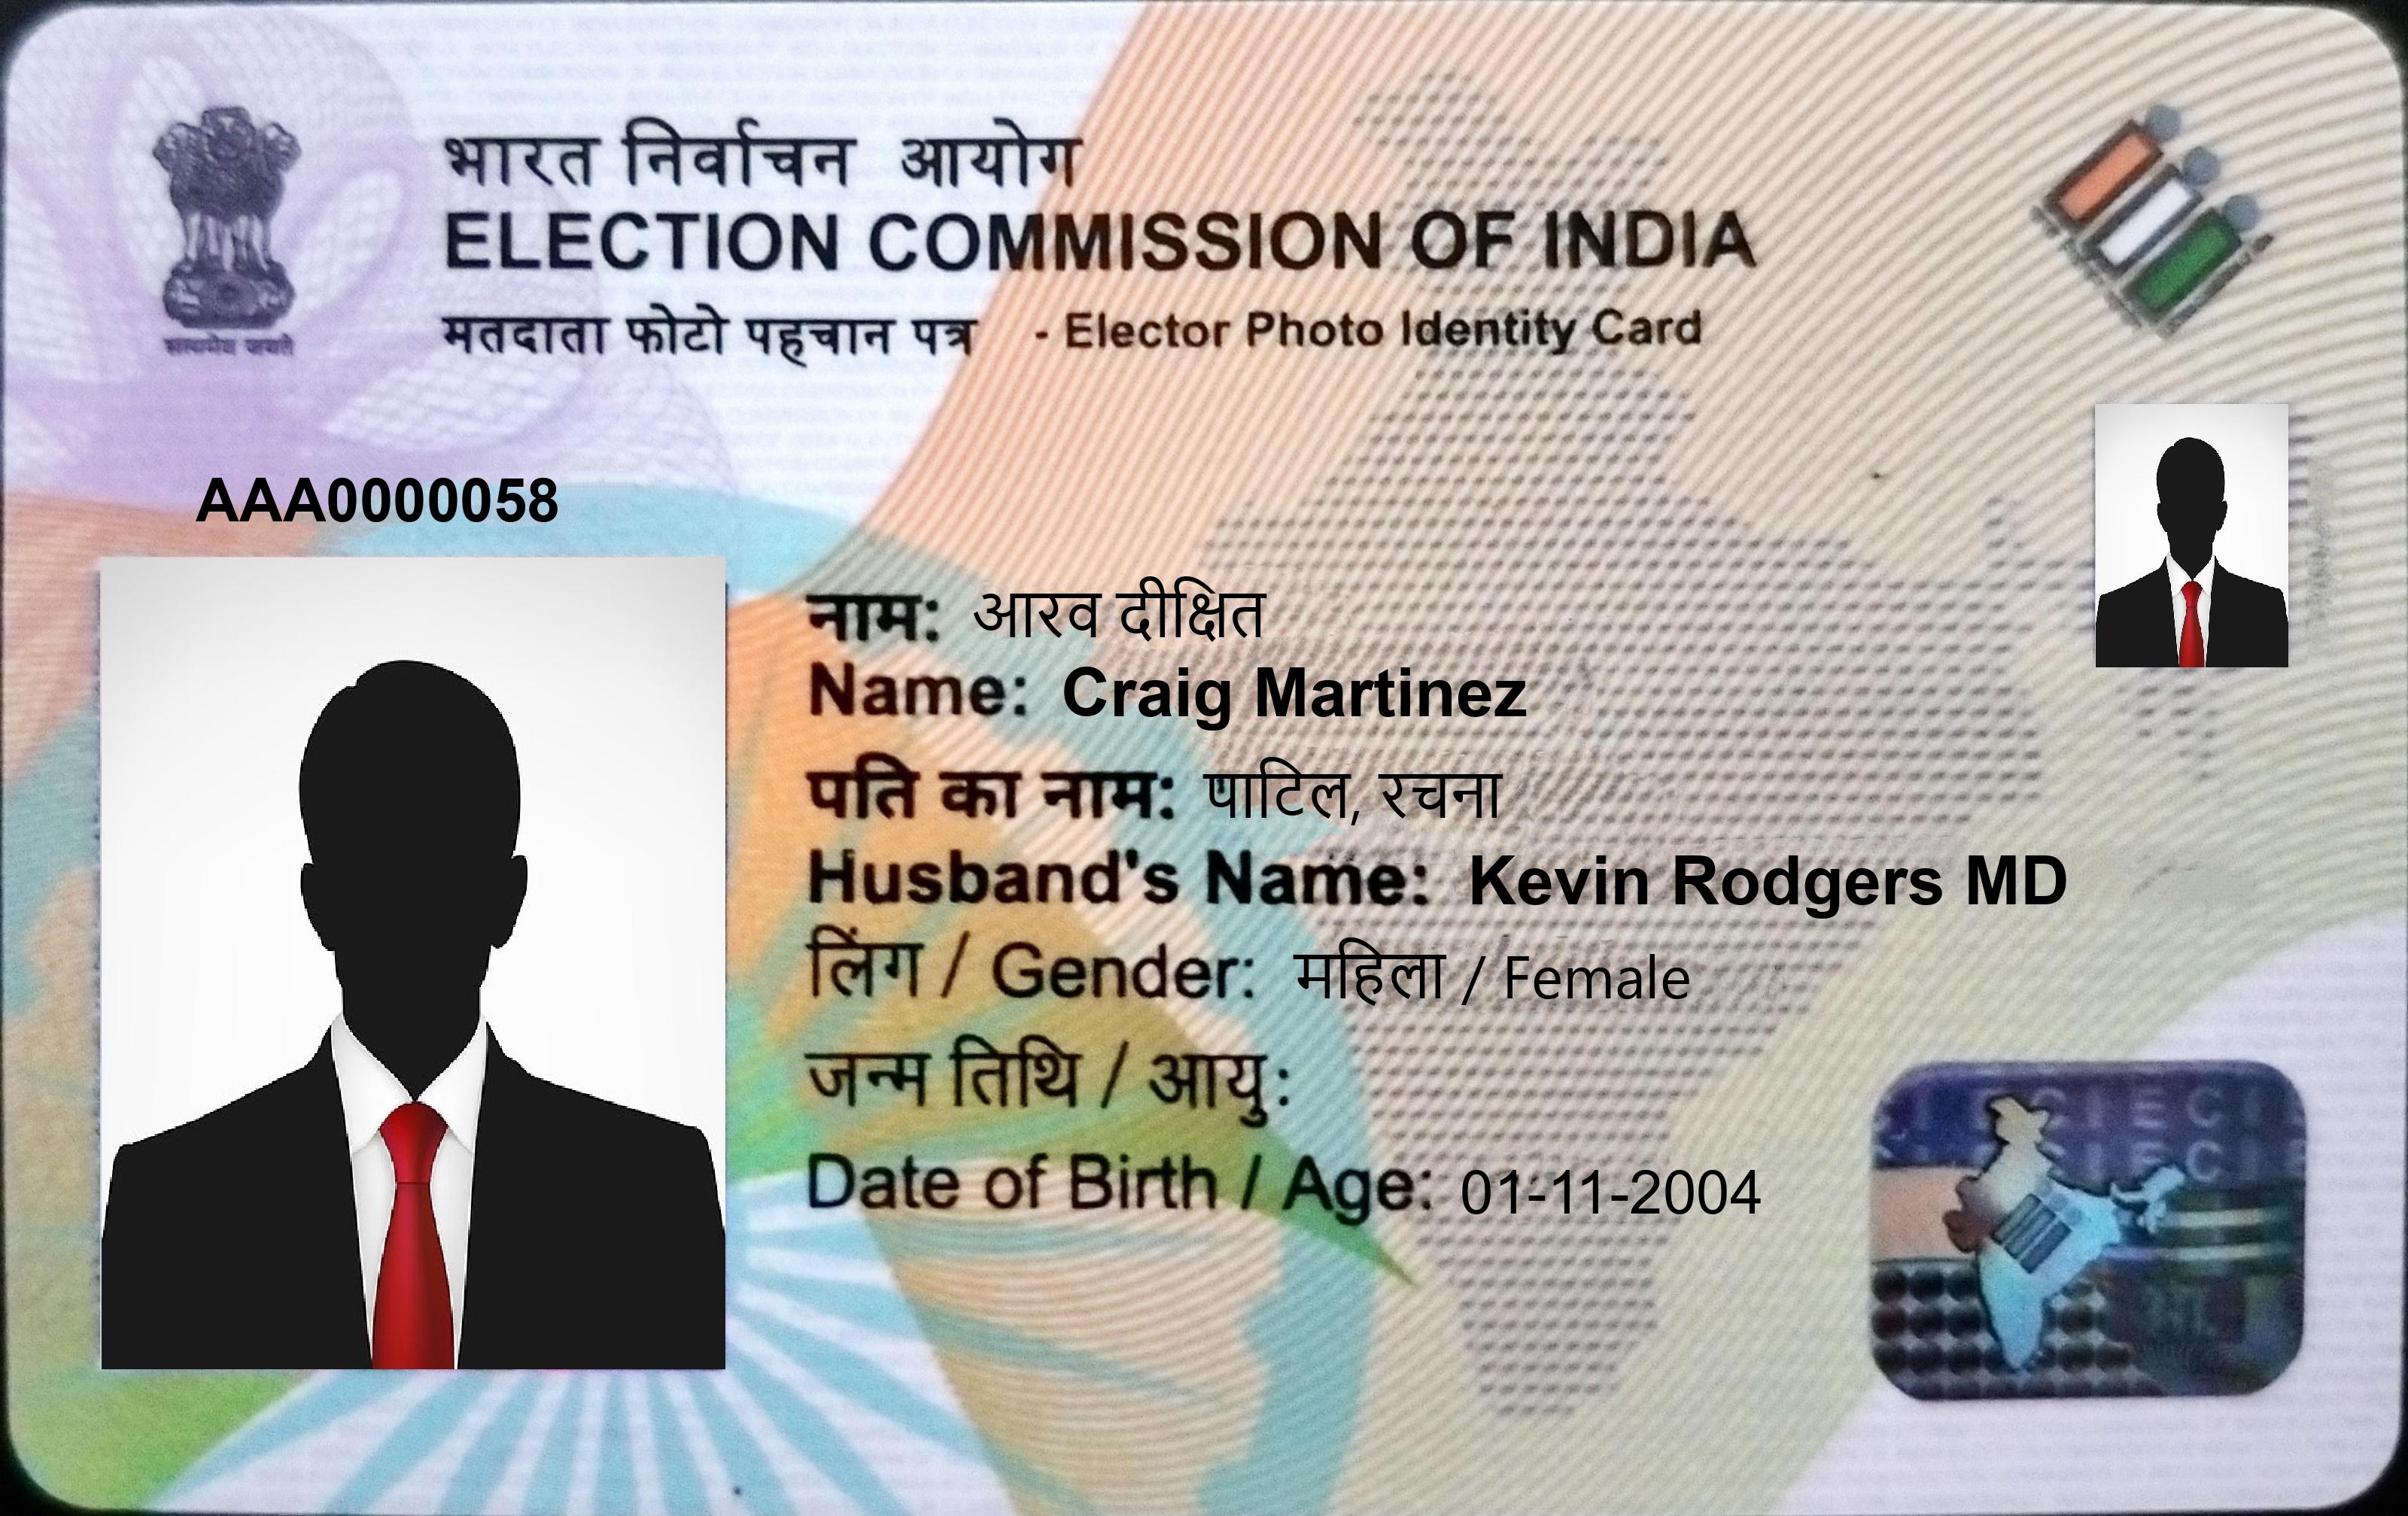 भारत निर्वाचन आयोग
ELECTION COMMISSION OF INDIA
मतदाता फोटो पहचान पत्र - Elector Photo Identity Card
सत्यमेव जयते
AAA0000058
नाम: आरव दीक्षित
Name: Craig Martinez
पति का नाम: पाटिल, रचना
Husband's Name: Kevin Rodgers MD
लिंग / Gender: महिला / Female
जन्म तिथि / आयु:
Date of Birth / Age: 01-11-2004